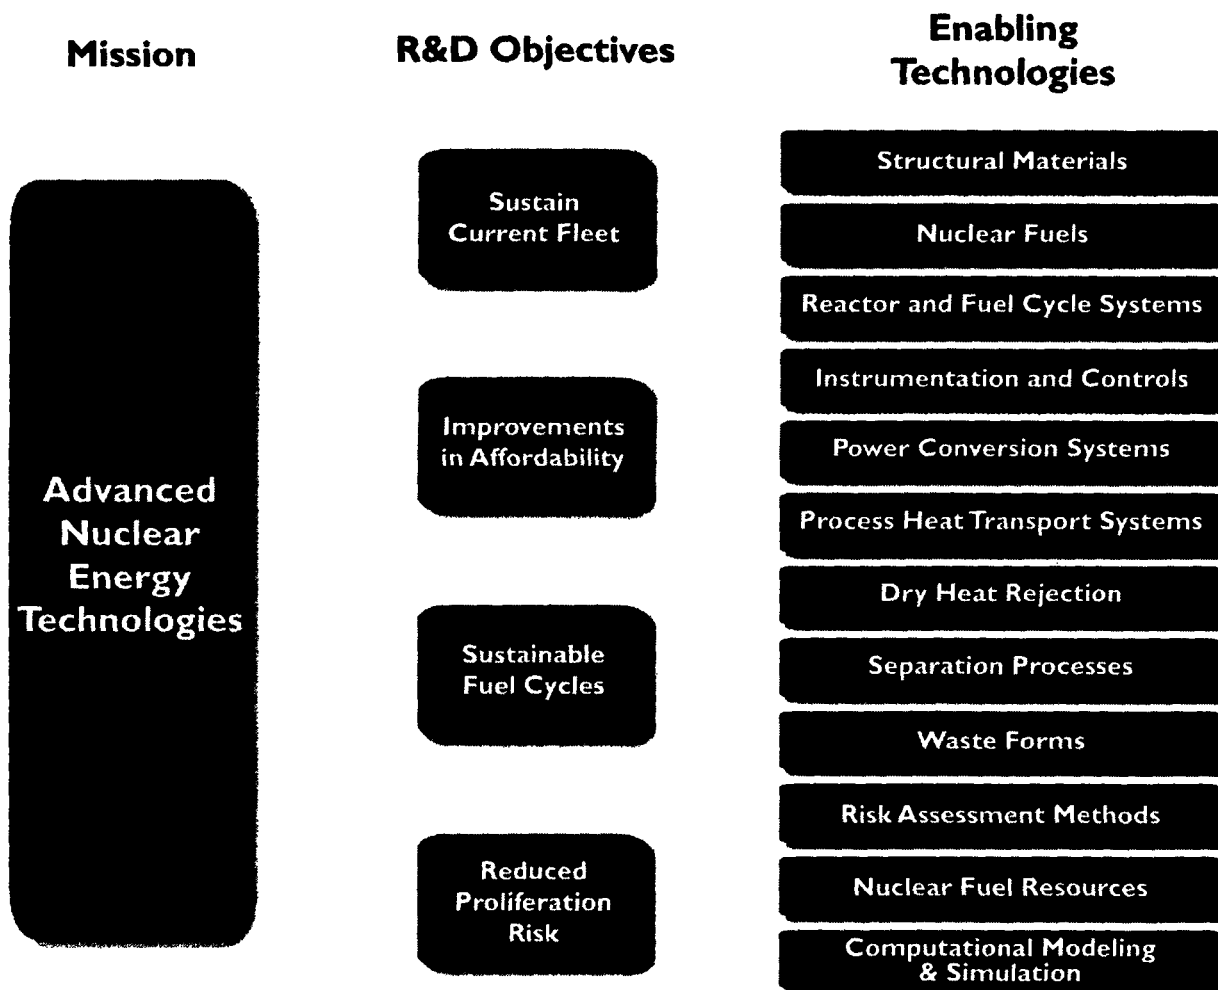 Mission
R&D Objectives
Enabling
Technologies
Advanced
Nuclear
Energy
Technologies
Sustain
Current Fleet
Improvements
in Affordability
Sustainable
Fuel Cycles
Reduced
Proliferation
Risk
Structural Materials
Nuclear Fuels
Reactor and Fuel Cycle Systems
Instrumentation and Controls
Power Conversion Systems
Process Heat Transport Systems
Dry Heat Rejection
Separation Processes
Waste Forms
Risk Assessment Methods
Nuclear Fuel Resources
Computational Modeling
& Simulation